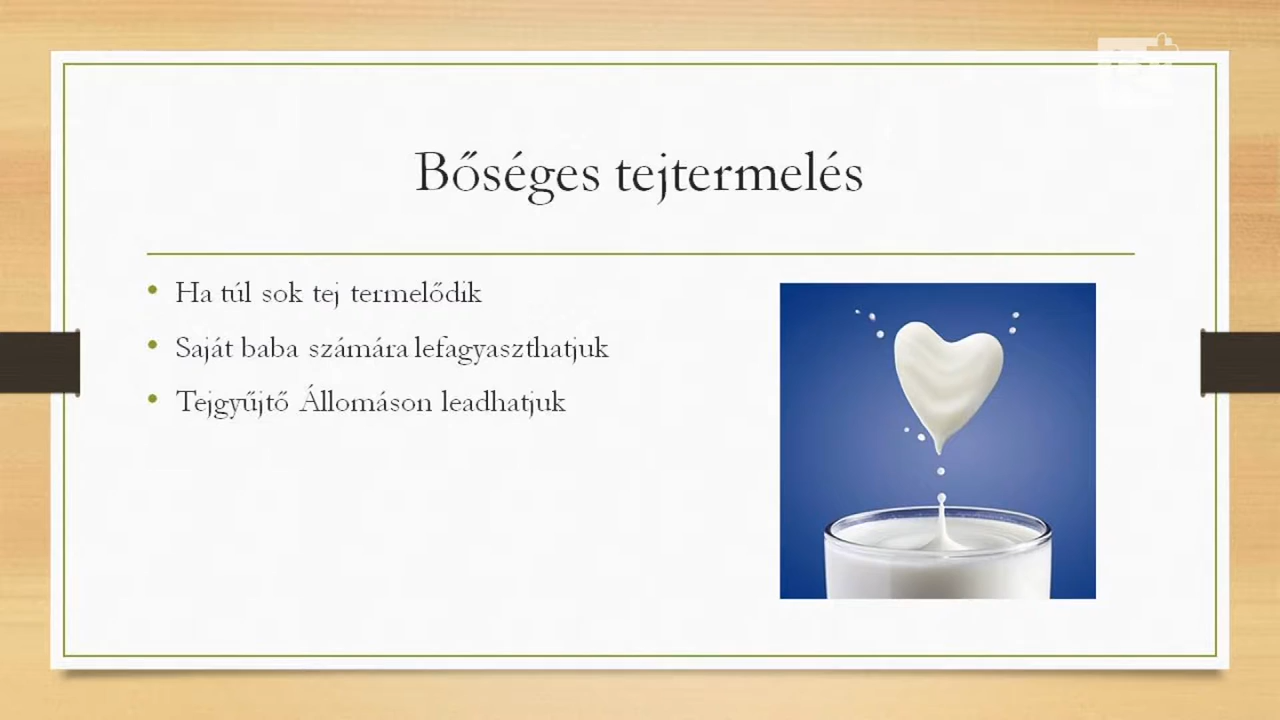 Bőséges tejtermelés
Ha túl sok tej termelődik
Saját baba számára lefagyaszthatjuk
Tejgyűjtő Állomáson leadhatjuk